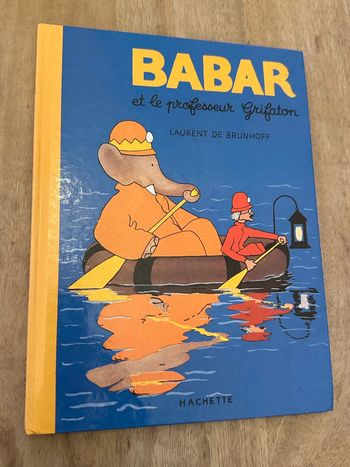 BABAR
et le professeur Grifaton
LAURENT DE BRUNHOFF
HACHETTE